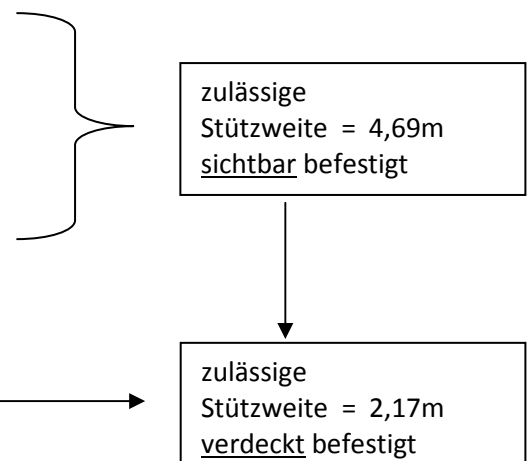 zulässige
Stützweite = 4,69m
sichtbar befestigt
zulässige
Stützweite = 2,17m
verdeckt befestigt